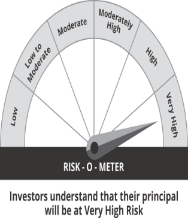 Low
Low to
Moderate
Moderate
Moderately
High
High
Very High
RISK - O - METER
Investors understand that their principal
will be at Very High Risk